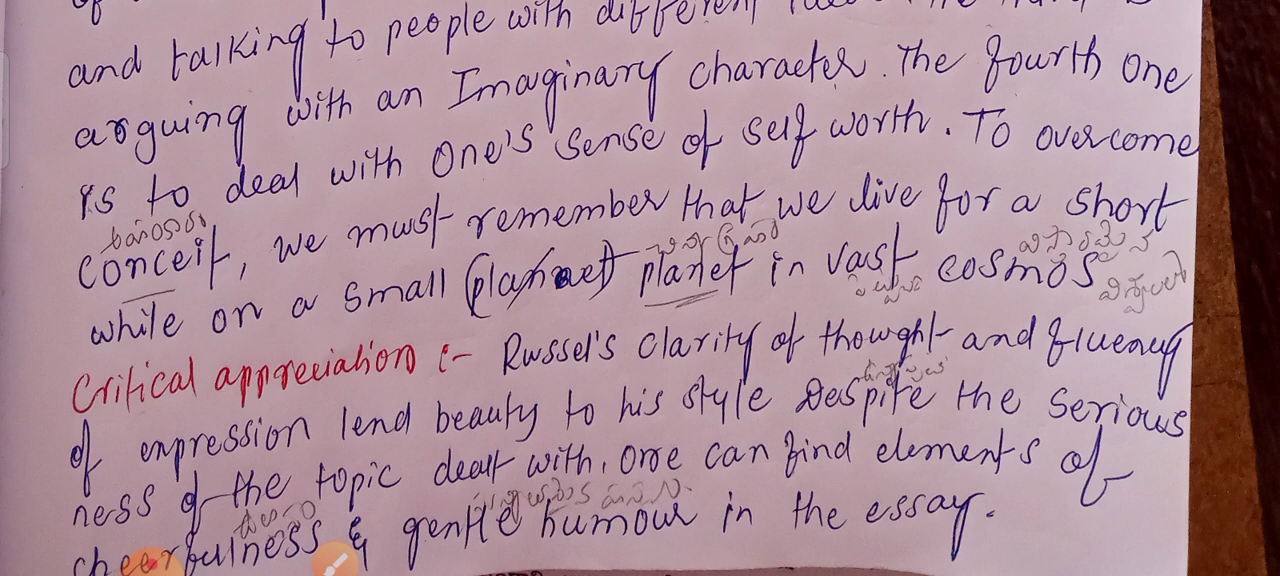 and talking to people with different
arguing with an Imaginary character. The fourth one
is to deal with one's sense of self worth. To overcome
conceit, we must remember that we live for a short
while on a small (planet) planet in vast cosmos
Critical appreciation :- Russel's clarity of thought and fluency
of expression lend beauty to his style Despite the serious
ness of the topic dealt with, one can find elements of
cheerfulness & gentle humour in the essay.